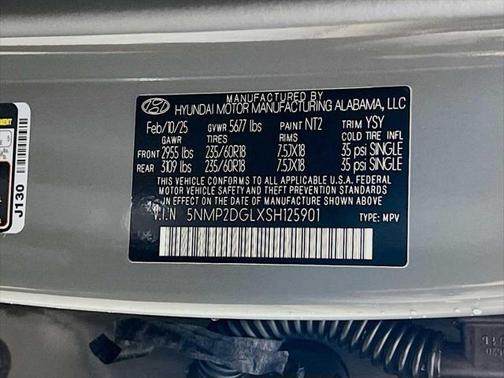 MANUFACTURED BY
HYUNDAI MOTOR MANUFACTURING ALABAMA, LLC
Feb/10/25 GVWR 5677 lbs PAINT NT2 TRIM YSY
GAWR TIRES RIMS COLD TIRE INFL
FRONT 2955 lbs 235/60R18 7.5JX18 35 psi SINGLE
REAR 3109 lbs 235/60R18 7.5JX18 35 psi SINGLE
THIS VEHICLE CONFORMS TO ALL APPLICABLE U.S.A FEDERAL
MOTOR VEHICLE SAFETY AND THEFT PREVENTION STANDARDS IN
EFFECT ON THE DATE OF MANUFACTURE SHOWN ABOVE.
V.I.N 5NMP2DGLXSH125901 TYPE: MPV
J130